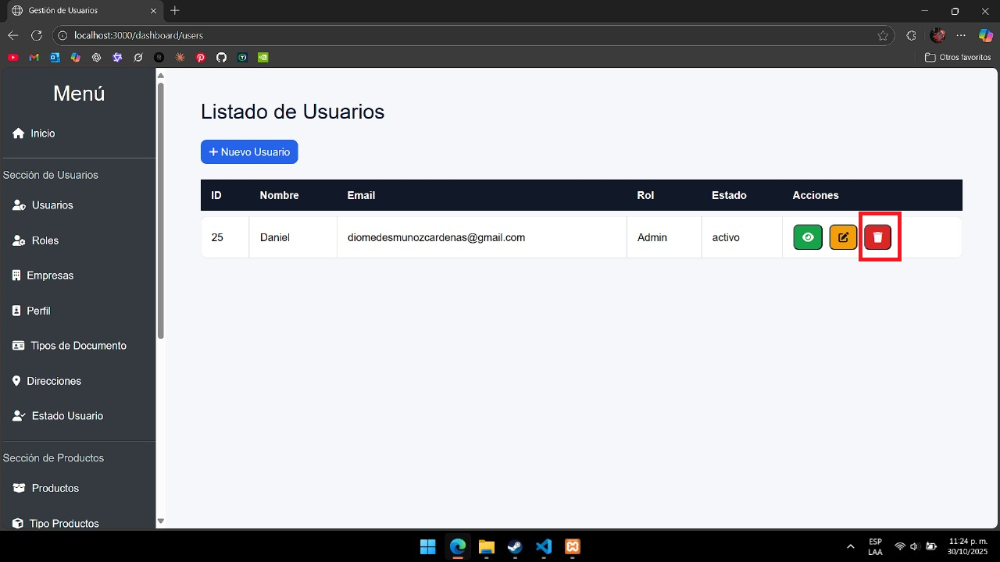 Gestión de Usuarios
localhost:3000/dashboard/users
Otros favoritos
Menú
Inicio
Sección de Usuarios
Usuarios
Roles
Empresas
Perfil
Tipos de Documento
Direcciones
Estado Usuario
Sección de Productos
Productos
Tipo Productos
Listado de Usuarios
+ Nuevo Usuario
ID Nombre Email Rol Estado Acciones
25 Daniel diomedesmunozcardenas@gmail.com Admin activo
ESP
LAA
11:24 p. m.
30/10/2025